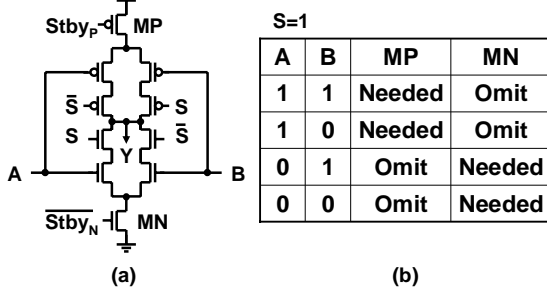 Stby_P MP
S̅ S
S S̅
Y
A B
S̅t̅b̅y̅_N̅ MN
(a)
S=1
A B MP MN
1 1 Needed Omit
1 0 Needed Omit
0 1 Omit Needed
0 0 Omit Needed
(b)